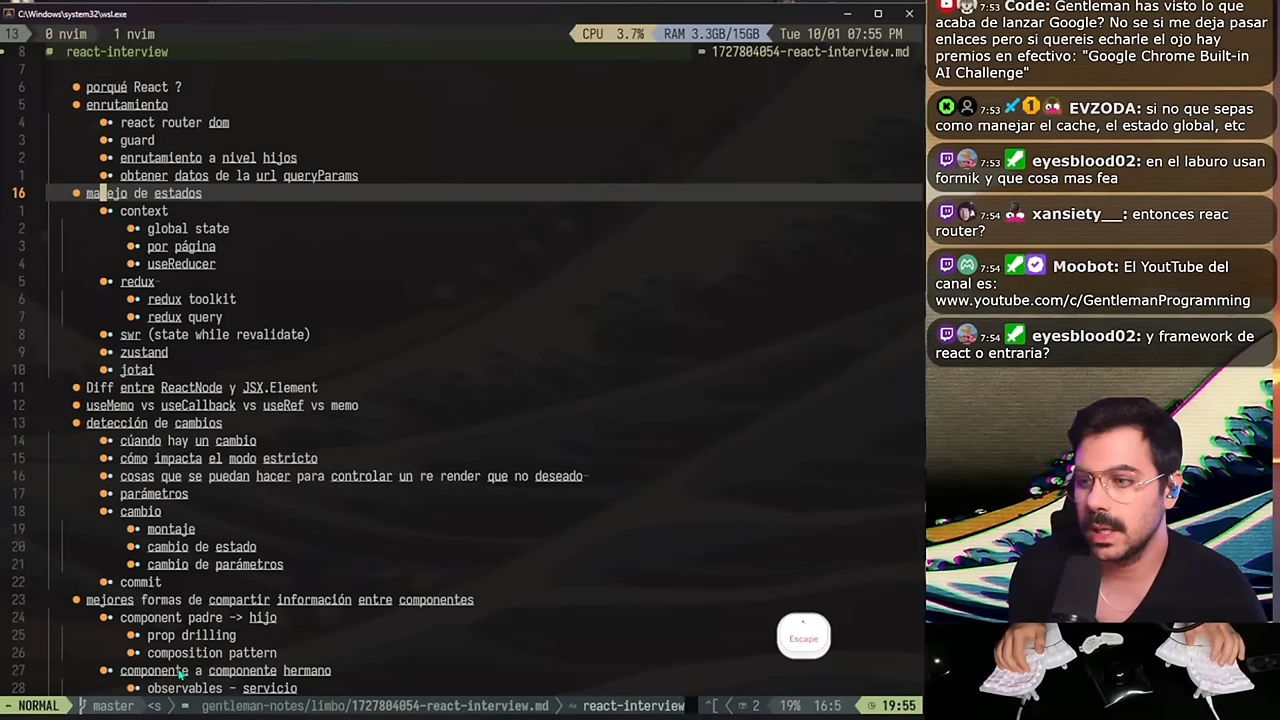 C:\Windows\system32\wsl.exe
13 0 nvim 1 nvim CPU 3.7% RAM 3.3GB/15GB Tue 10/01 07:55 PM
8 react-interview 1727804054-react-interview.md
7
6 porqué React ?
5 enrutamiento
4 react router dom
3 guard
2 enrutamiento a nivel hijos
1 obtener datos de la url queryParams
16 manejo de estados
1 context
2 global state
3 por página
4 useReducer
5 redux-
6 redux toolkit
7 redux query
8 swr (state while revalidate)
9 zustand
10 jotai
11 Diff entre ReactNode y JSX.Element
12 useMemo vs useCallback vs useRef vs memo
13 detección de cambios
14 cúando hay un cambio
15 cómo impacta el modo estricto
16 cosas que se puedan hacer para controlar un re render que no deseado-
17 parámetros
18 cambio
19 montaje
20 cambio de estado
21 cambio de parámetros
22 commit
23 mejores formas de compartir información entre componentes
24 component padre -> hijo
25 prop drilling
26 composition pattern
27 componente a componente hermano
28 observables - servicio
Escape
~ NORMAL master <s gentleman-notes/limbo/1727804054-react-interview.md react-interview ^[ 2 19% 16:5 19:55
7:53 Code: Gentleman has visto lo que
acaba de lanzar Google? No se si me deja pasar
enlaces pero si quereis echarle el ojo hay
premios en efectivo: "Google Chrome Built-in
AI Challenge"
7:53 EVZODA: si no que sepas
como manejar el cache, el estado global, etc
7:53 eyesblood02: en el laburo usan
formik y que cosa mas fea
7:54 xansiety__: entonces reac
router?
7:54 Moobot: El YouTube del
canal es:
www.youtube.com/c/GentlemanProgramming
7:54 eyesblood02: y framework de
react o entraria?